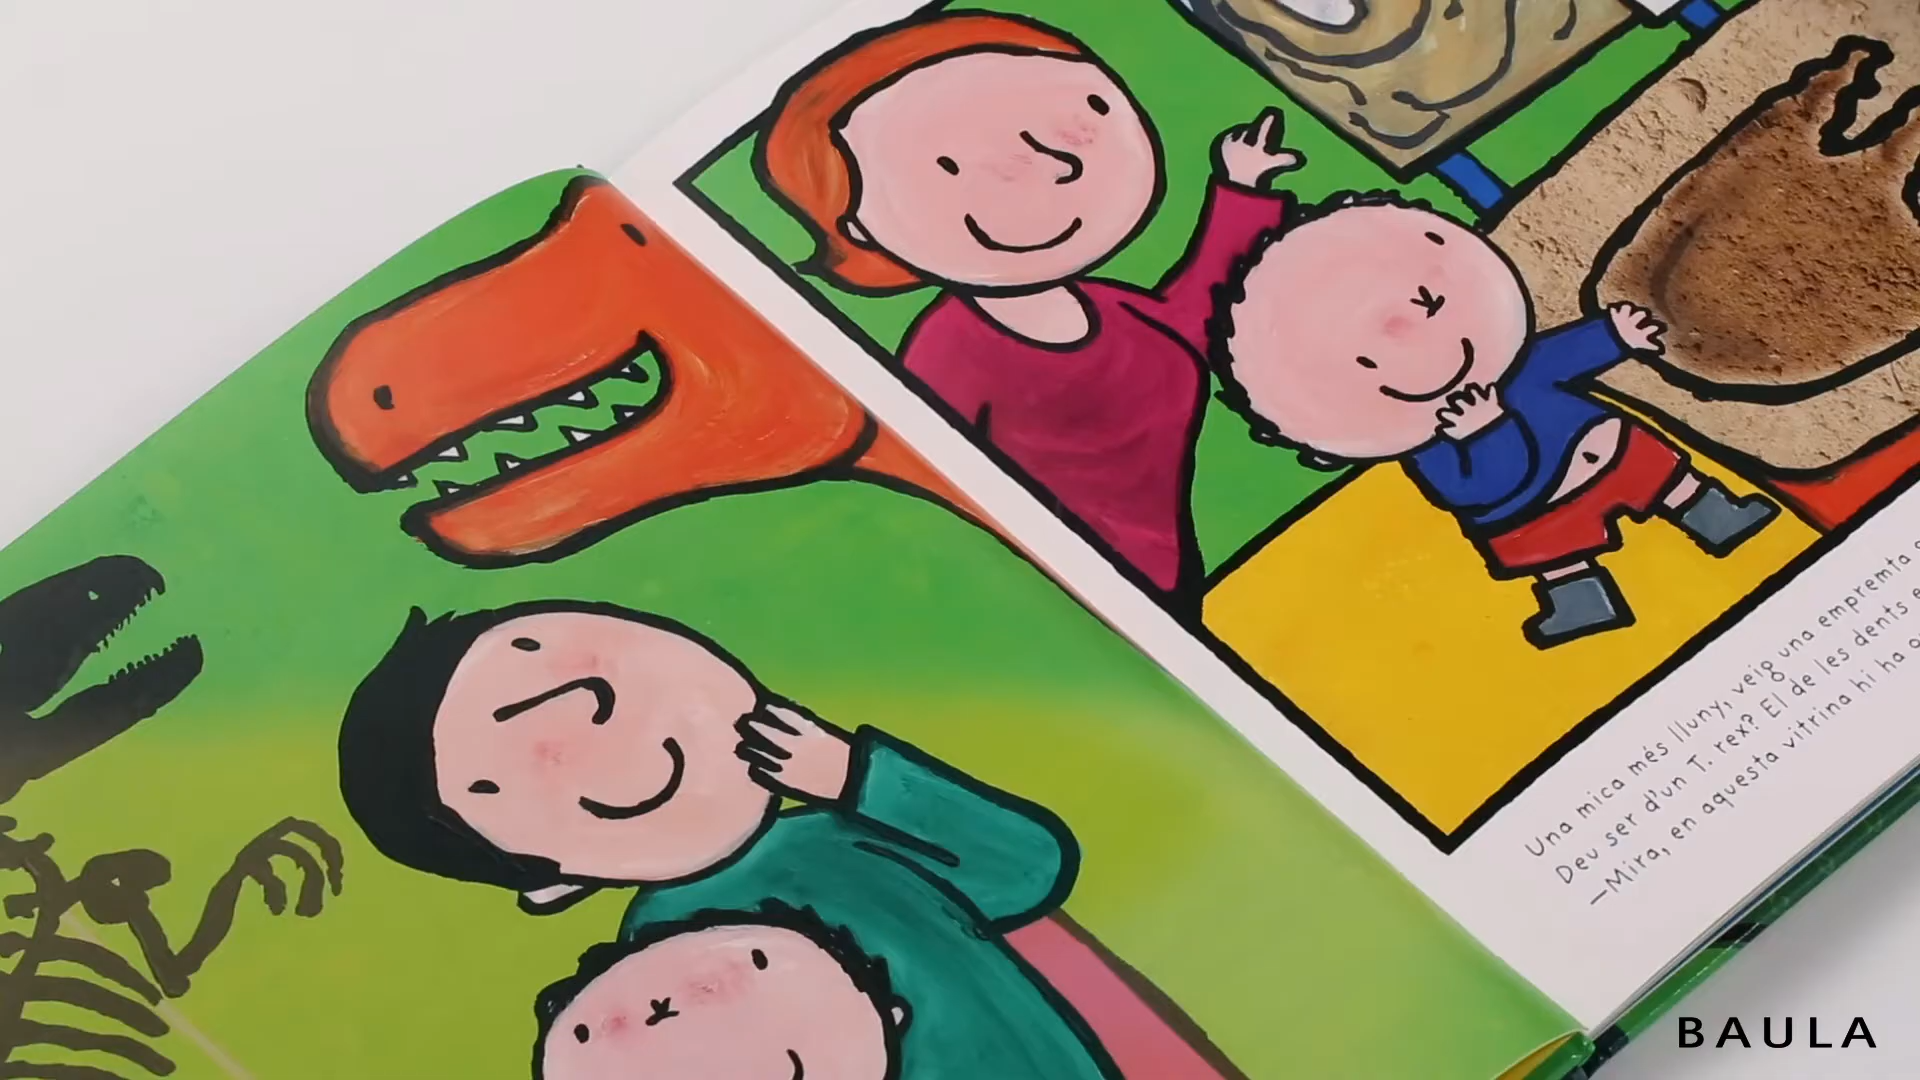 Una mica més lluny, veig una empremta
Deu ser d'un T. rex? El de les dents
—Mira, en aquesta vitrina hi ha
BAULA